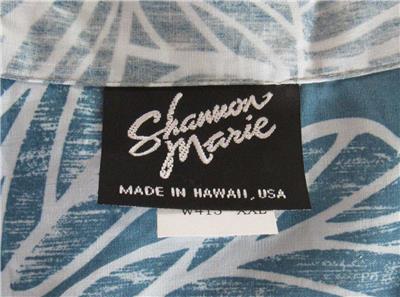 Shannon
Marie
MADE IN HAWAII, USA
W413 XXL